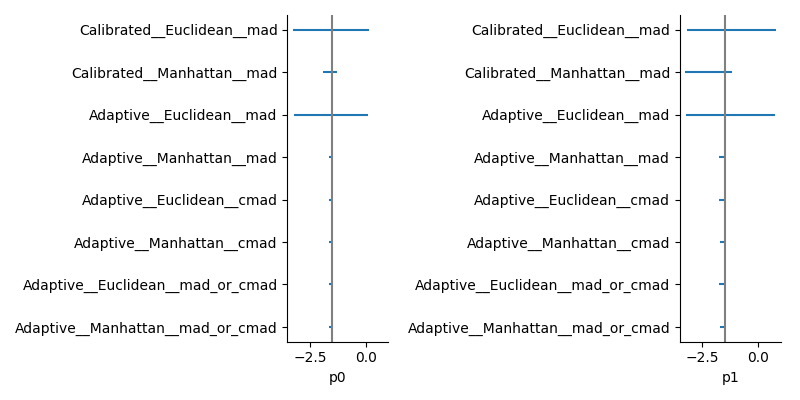 Calibrated__Euclidean__mad
Calibrated__Manhattan__mad
Adaptive__Euclidean__mad
Adaptive__Manhattan__mad
Adaptive__Euclidean__cmad
Adaptive__Manhattan__cmad
Adaptive__Euclidean__mad_or_cmad
Adaptive__Manhattan__mad_or_cmad
−2.5 0.0
p0
Calibrated__Euclidean__mad
Calibrated__Manhattan__mad
Adaptive__Euclidean__mad
Adaptive__Manhattan__mad
Adaptive__Euclidean__cmad
Adaptive__Manhattan__cmad
Adaptive__Euclidean__mad_or_cmad
Adaptive__Manhattan__mad_or_cmad
−2.5 0.0
p1